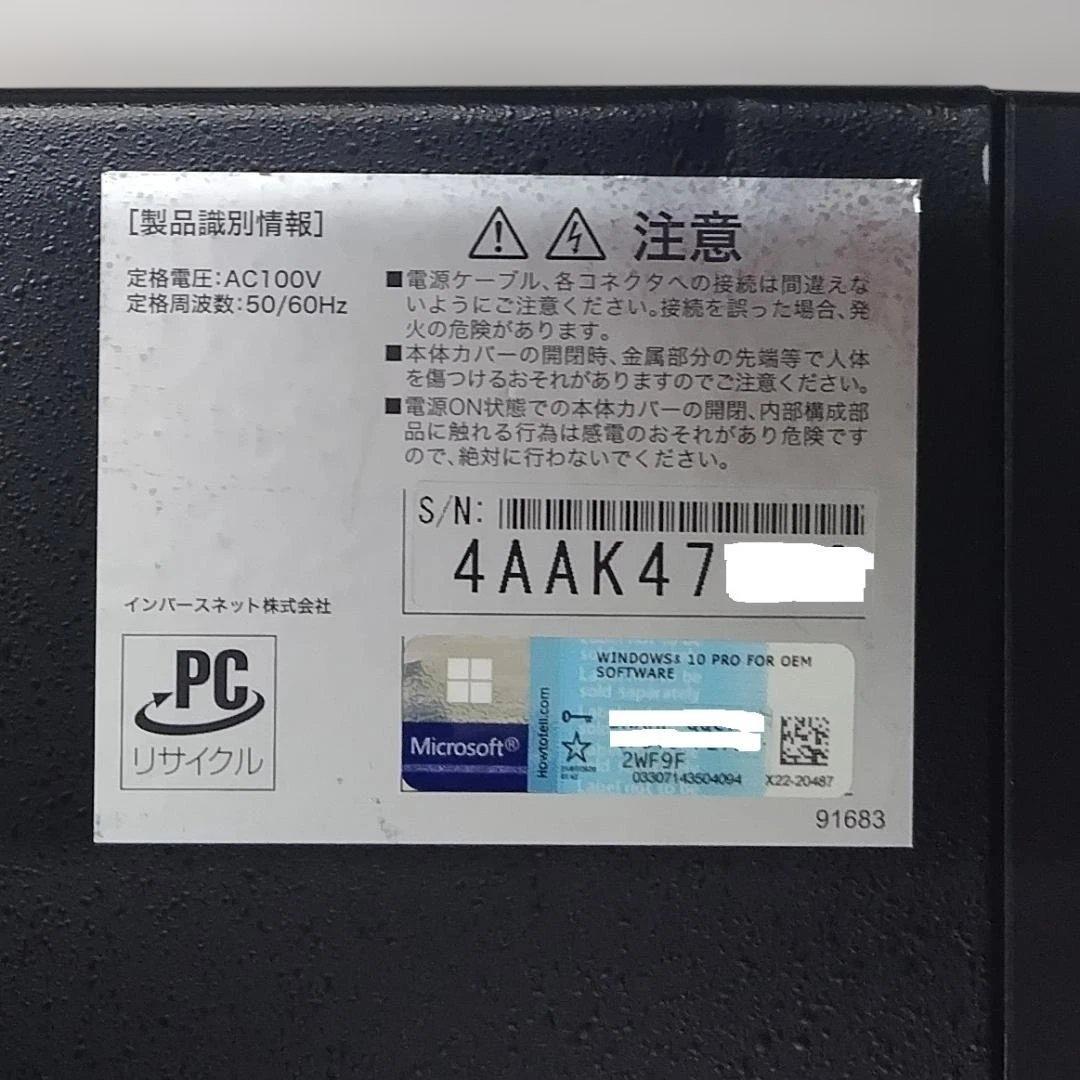 [製品識別情報]
定格電圧:AC100V
定格周波数:50/60Hz
注意
■電源ケーブル、各コネクタへの接続は間違えな
いようにご注意ください。接続を誤った場合、発
火の危険があります。
■本体カバーの開閉時、金属部分の先端等で人体
を傷つけるおそれがありますのでご注意ください。
■電源ON状態での本体カバーの開閉、内部構成部
品に触れる行為は感電のおそれがあり危険です
ので、絶対に行わないでください。
S/N:
4AAK47
インバースネット株式会社
PC
リサイクル
Microsoft®
Howtotell.com
WINDOWS® 10 PRO FOR OEM
SOFTWARE
sold separately
2WF9F
03307143504094
X22-20487
Label not to be
91683